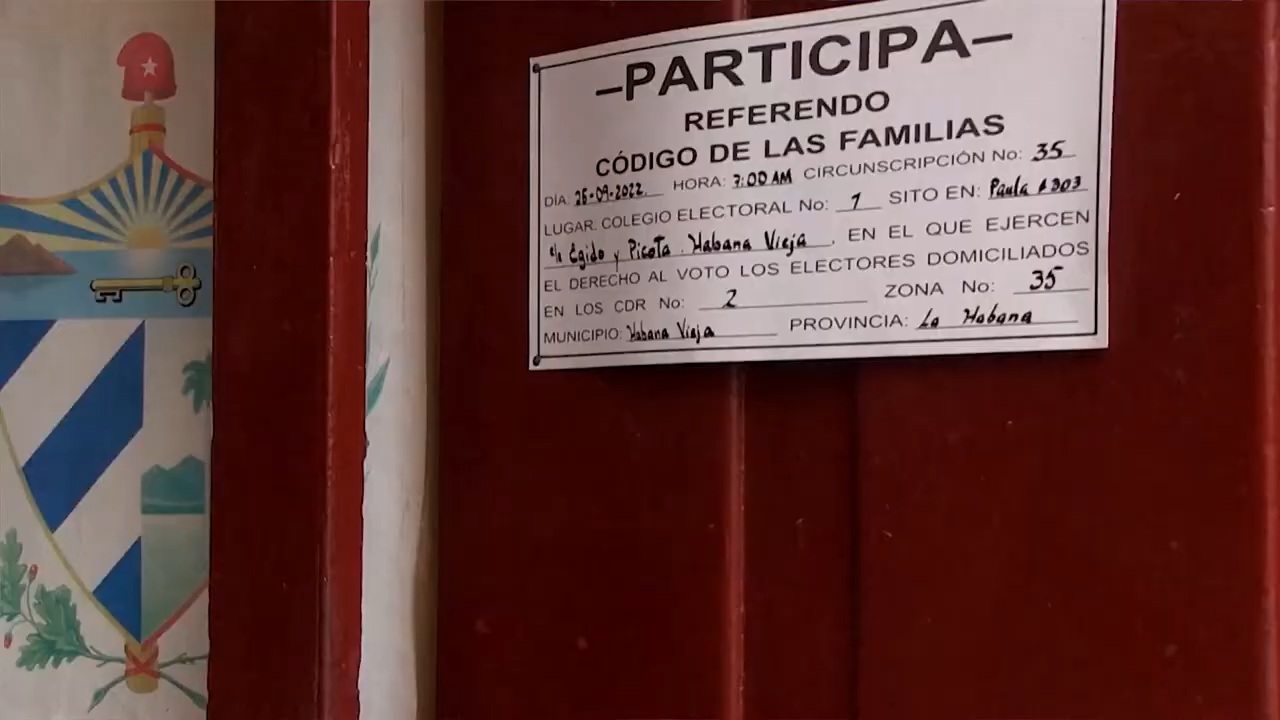 –PARTICIPA–
REFERENDO
CÓDIGO DE LAS FAMILIAS
DÍA: 25-09-2022 HORA: 7:00 AM CIRCUNSCRIPCIÓN No: 35
LUGAR. COLEGIO ELECTORAL No: 1 SITO EN: Paula # 303
e/n Egido y Picota. Habana Vieja, EN EL QUE EJERCEN
EL DERECHO AL VOTO LOS ELECTORES DOMICILIADOS
EN LOS CDR No: 2 ZONA No: 35
MUNICIPIO: Habana Vieja PROVINCIA: La Habana